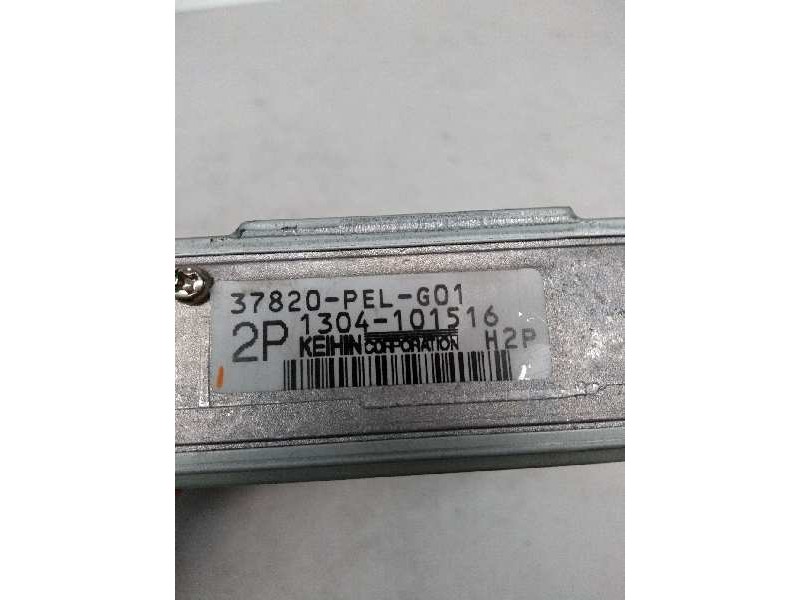 37820-PEL-G01
2P 1304-101516
KEIHIN CORPORATION H2P